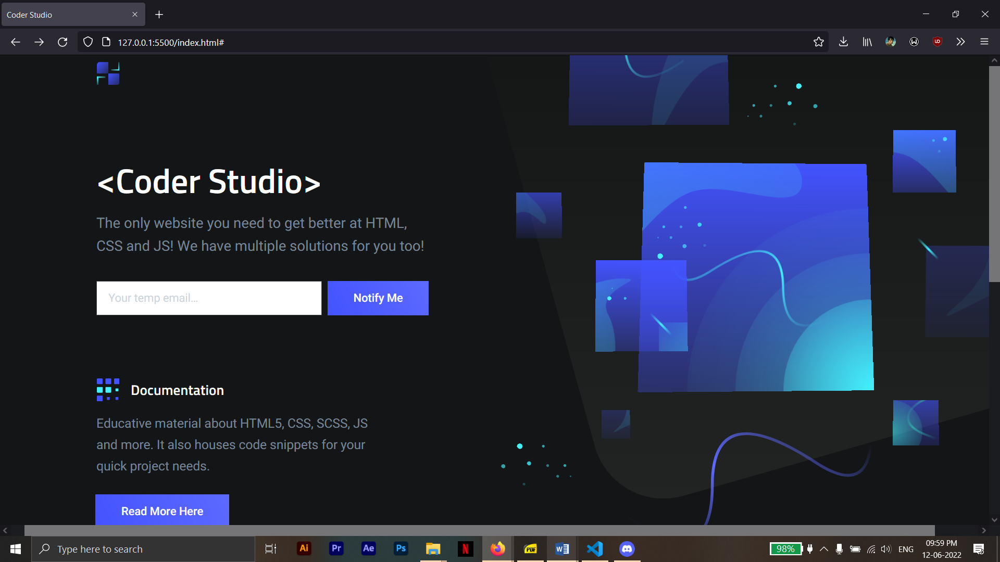 Coder Studio
127.0.0.1:5500/index.html#
<Coder Studio>
The only website you need to get better at HTML,
CSS and JS! We have multiple solutions for you too!
Your temp email...
Notify Me
Documentation
Educative material about HTML5, CSS, SCSS, JS
and more. It also houses code snippets for your
quick project needs.
Read More Here
Type here to search
Ai
Pr
Ae
Ps
N
PDF
W
98%
ENG
09:59 PM
12-06-2022